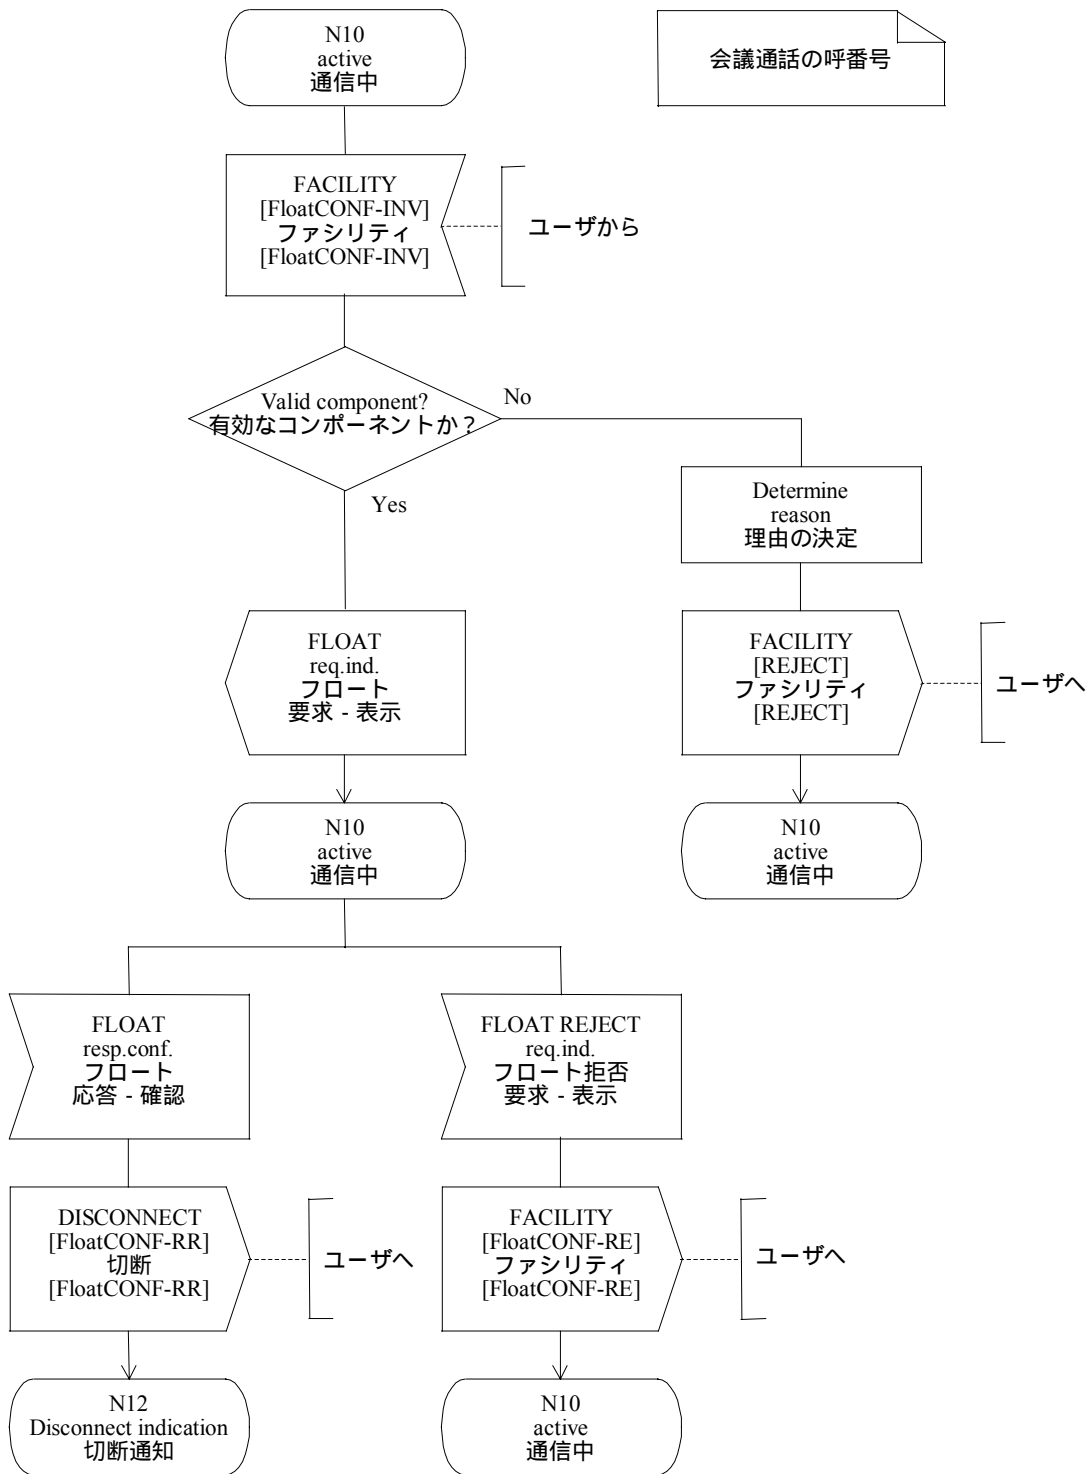 N10
active
通信中
会議通話の呼番号
FACILITY
[FloatCONF-INV]
ファシリティ
[FloatCONF-INV]
ユーザから
Valid component?
有効なコンポーネントか？
No
Yes
Determine
reason
理由の決定
FLOAT
req.ind.
フロート
要求 - 表示
FACILITY
[REJECT]
ファシリティ
[REJECT]
ユーザへ
N10
active
通信中
N10
active
通信中
FLOAT
resp.conf.
フロート
応答 - 確認
FLOAT REJECT
req.ind.
フロート拒否
要求 - 表示
DISCONNECT
[FloatCONF-RR]
切断
[FloatCONF-RR]
ユーザへ
FACILITY
[FloatCONF-RE]
ファシリティ
[FloatCONF-RE]
ユーザへ
N12
Disconnect indication
切断通知
N10
active
通信中